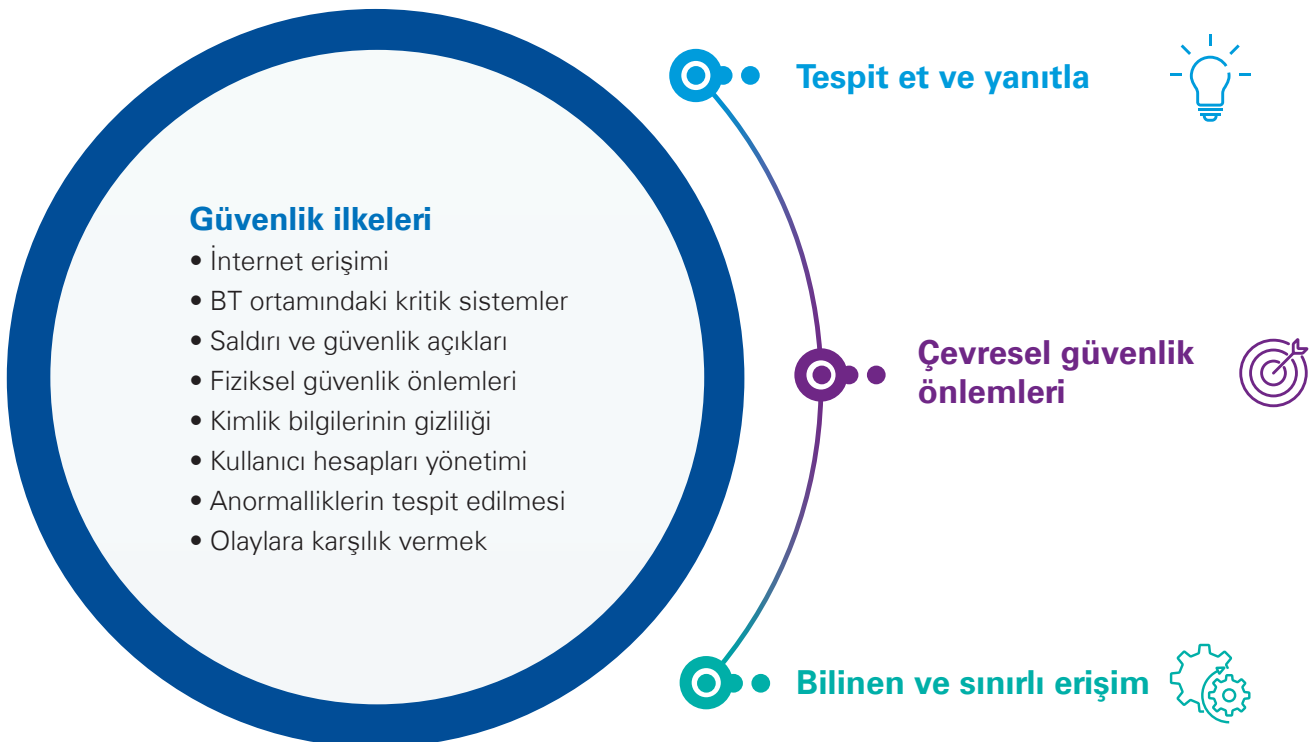 Güvenlik ilkeleri
• İnternet erişimi
• BT ortamındaki kritik sistemler
• Saldırı ve güvenlik açıkları
• Fiziksel güvenlik önlemleri
• Kimlik bilgilerinin gizliliği
• Kullanıcı hesapları yönetimi
• Anormalliklerin tespit edilmesi
• Olaylara karşılık vermek
Tespit et ve yanıtla
Çevresel güvenlik
önlemleri
Bilinen ve sınırlı erişim